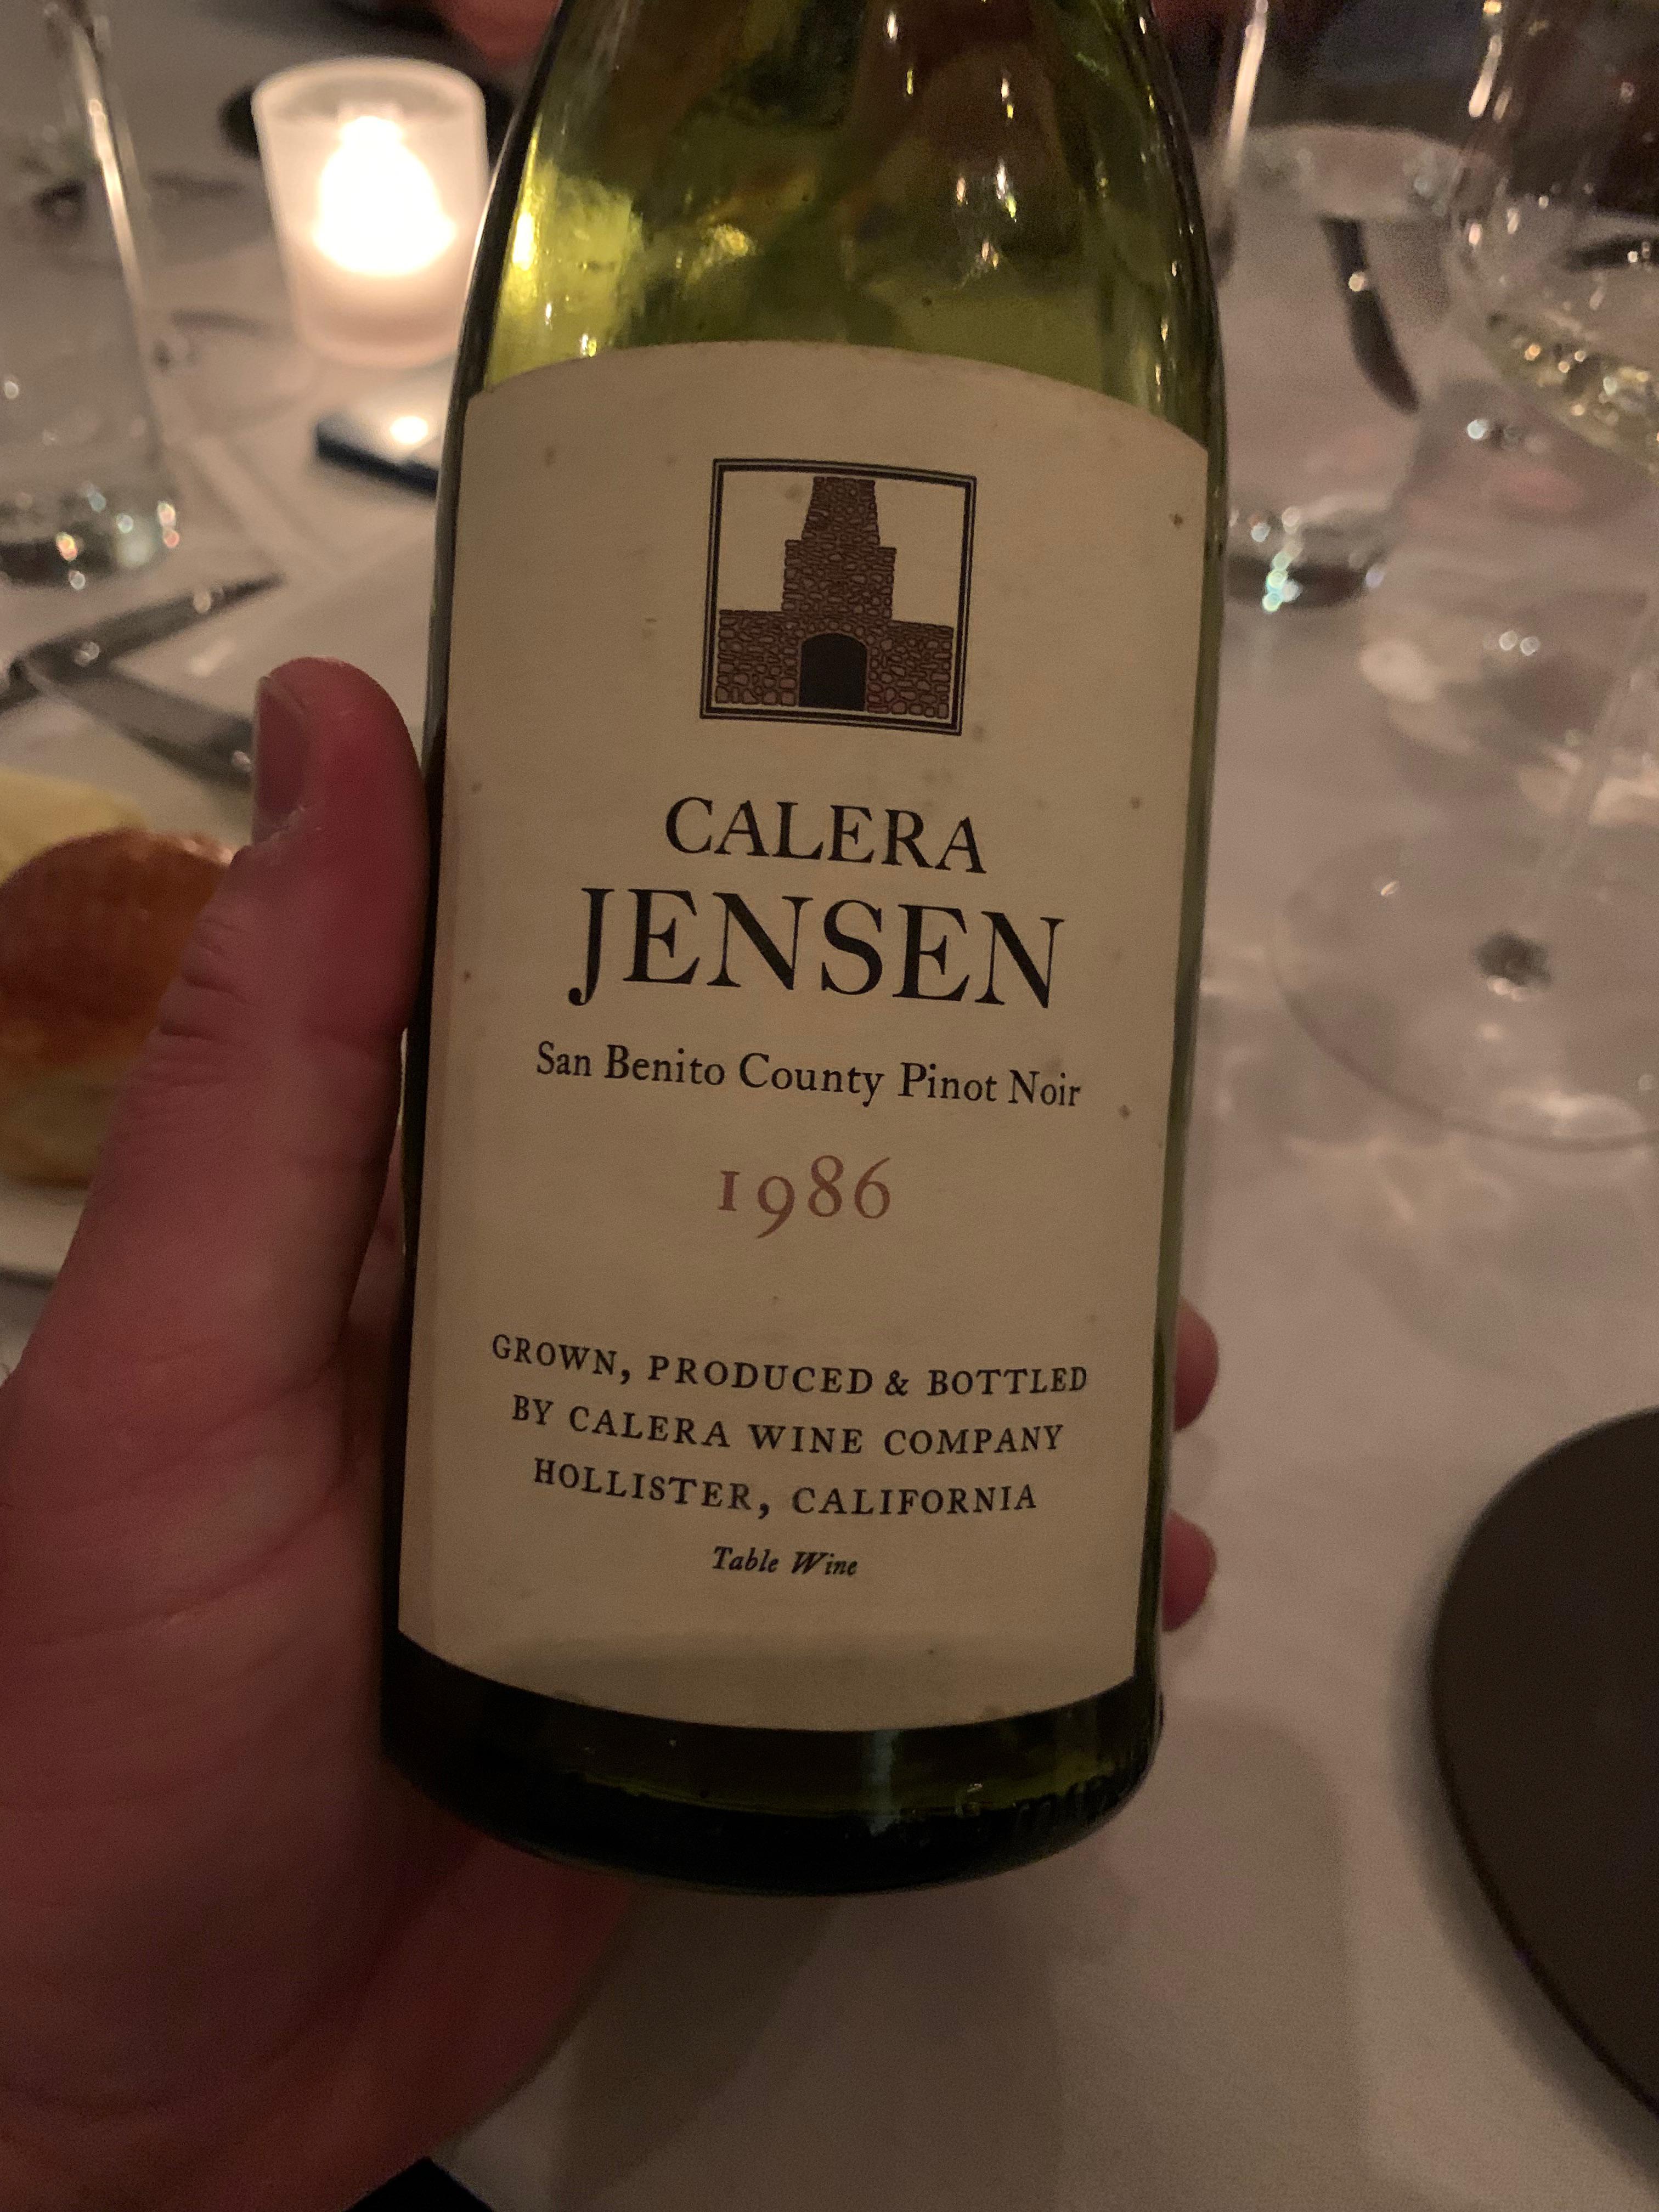 CALERA
JENSEN
San Benito County Pinot Noir
1986
GROWN, PRODUCED & BOTTLED
BY CALERA WINE COMPANY
HOLLISTER, CALIFORNIA
Table Wine